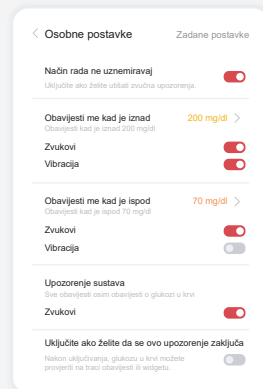 Osobne postavke
Zadane postavke
Način rada ne uznemiravaj
Uključite ako želite utišati zvučna upozorenja.
Obavijesti me kad je iznad 200 mg/dl
Obavijesti kad je iznad 200 mg/dl
Zvukovi
Vibracija
Obavijesti me kad je ispod 70 mg/dl
Obavijesti kad je ispod 70 mg/dl
Zvukovi
Vibracija
Upozorenje sustava
Sve obavijesti osim obavijesti o glukozi u krvi
Zvukovi
Uključite ako želite da se ovo upozorenje zaključa
Nakon uključivanja, glukozu u krvi možete
provjeriti na traci obavijesti ili widgetu.